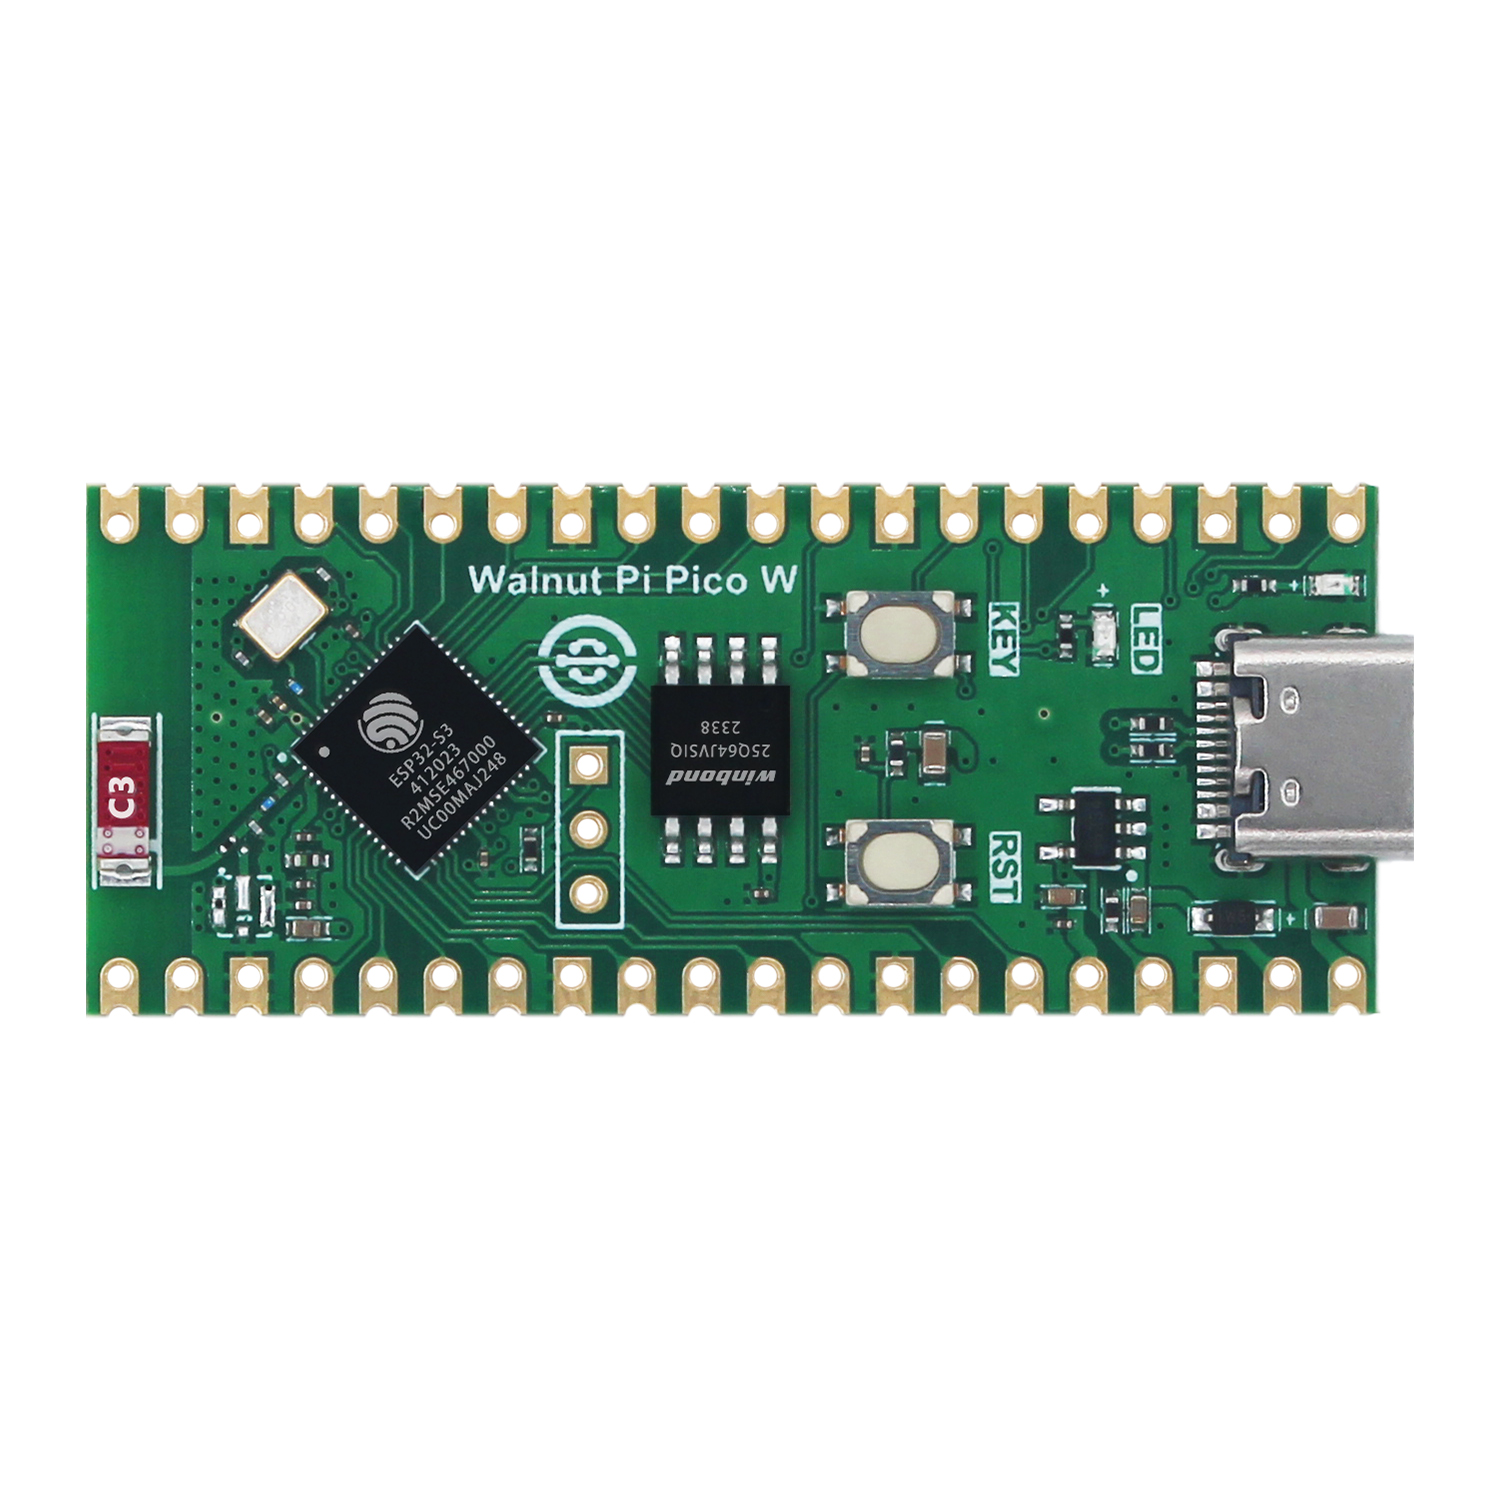 Walnut Pi Pico W
KEY
LED
C3
ESP32-S3
412023
R2MSE467000
UC00MAJ248
winbond
25Q64JVSIQ
2338
RST
+
+
+